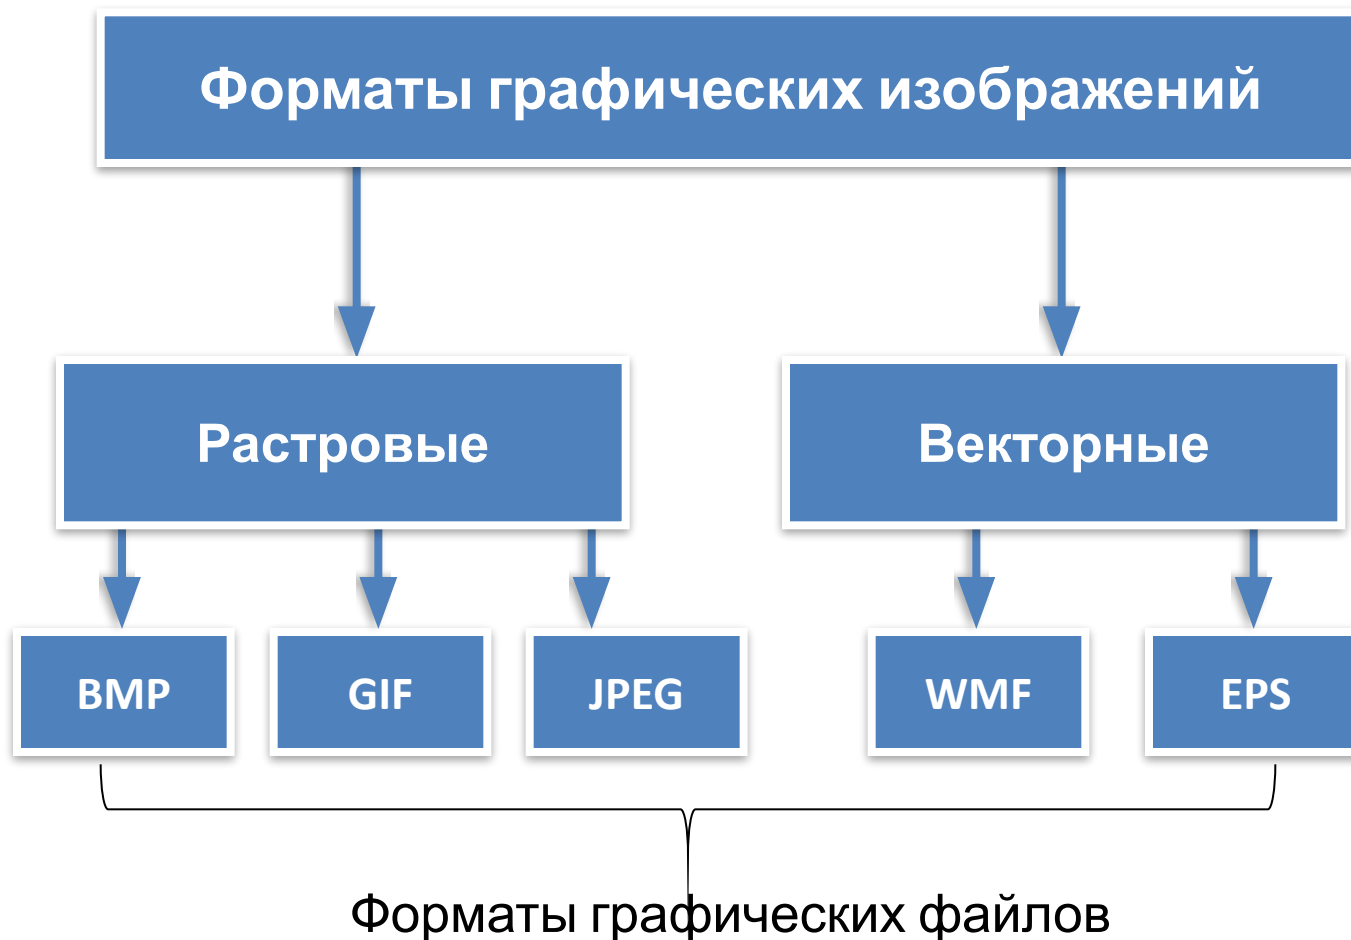 Форматы графических изображений
Растровые
Векторные
BMP
GIF
JPEG
WMF
EPS
Форматы графических файлов